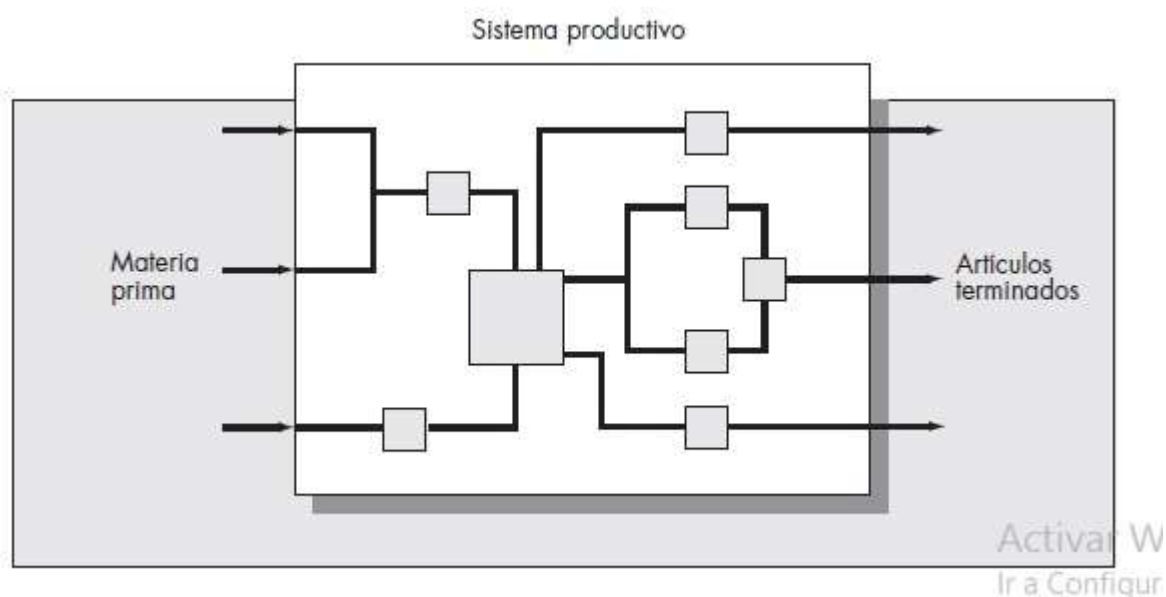 Sistema productivo
Materia
prima
Artículos
terminados
Activar W
Ir a Configur